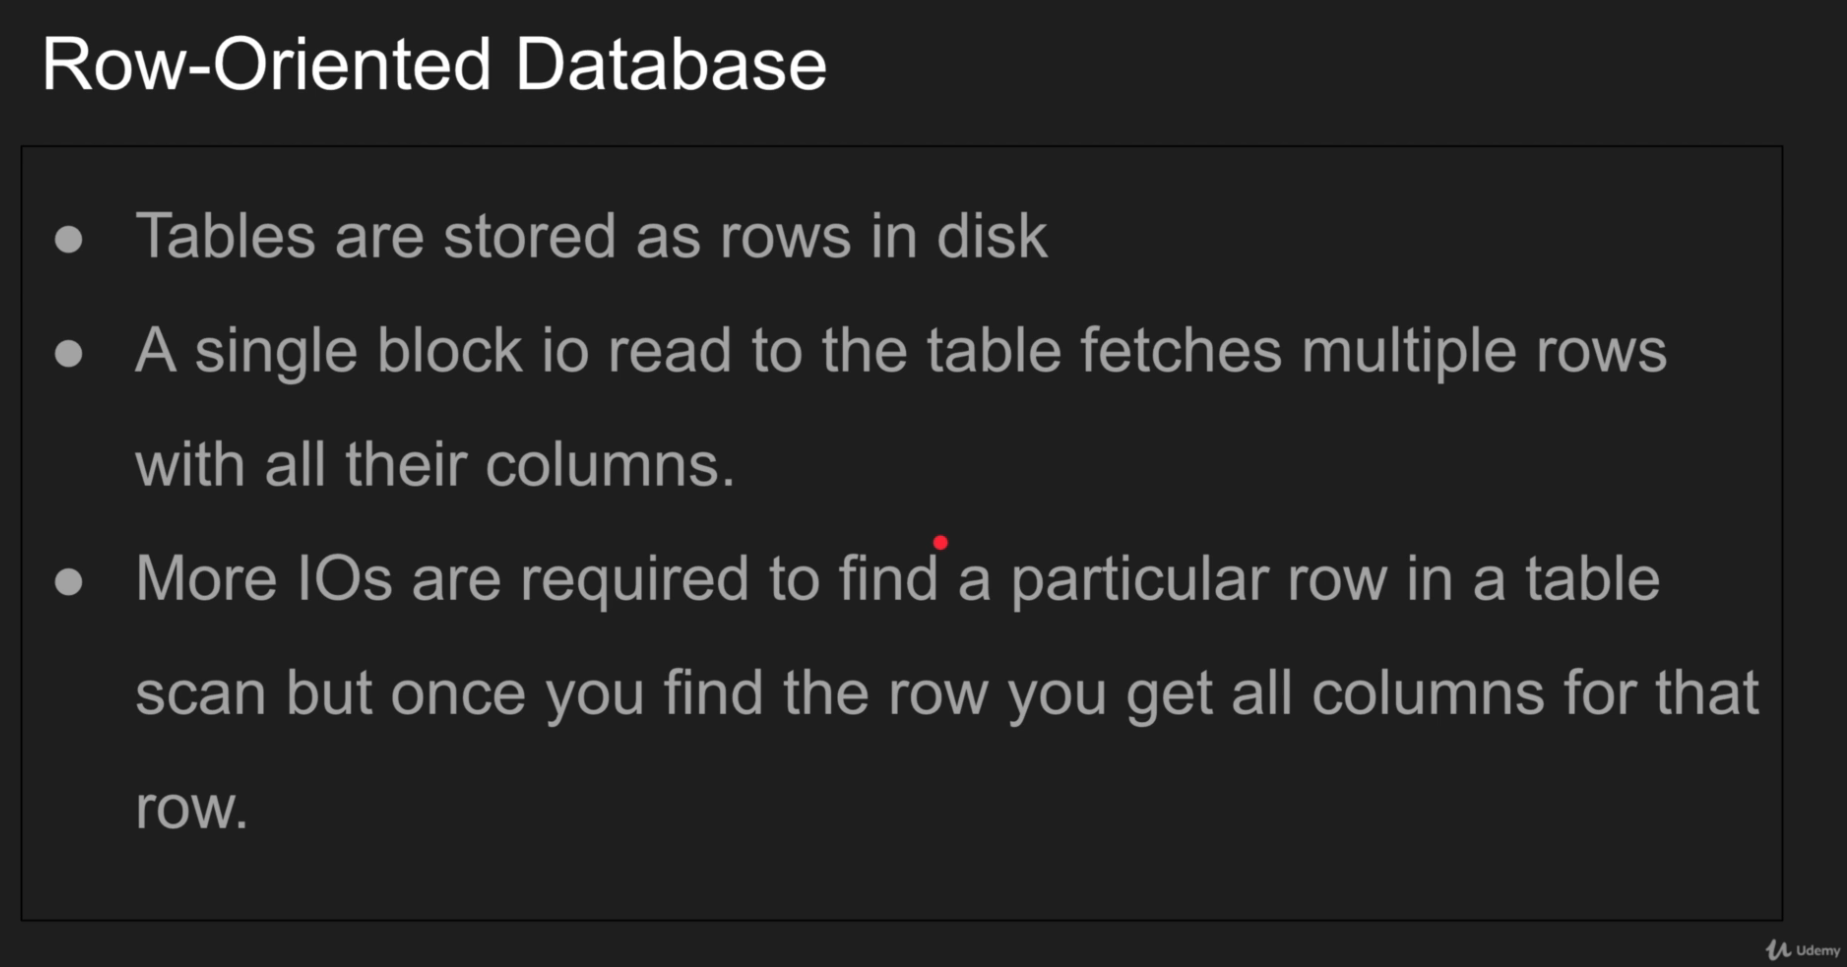 Row-Oriented Database
● Tables are stored as rows in disk
● A single block io read to the table fetches multiple rows
with all their columns.
● More IOs are required to find a particular row in a table
scan but once you find the row you get all columns for that
row.
Udemy